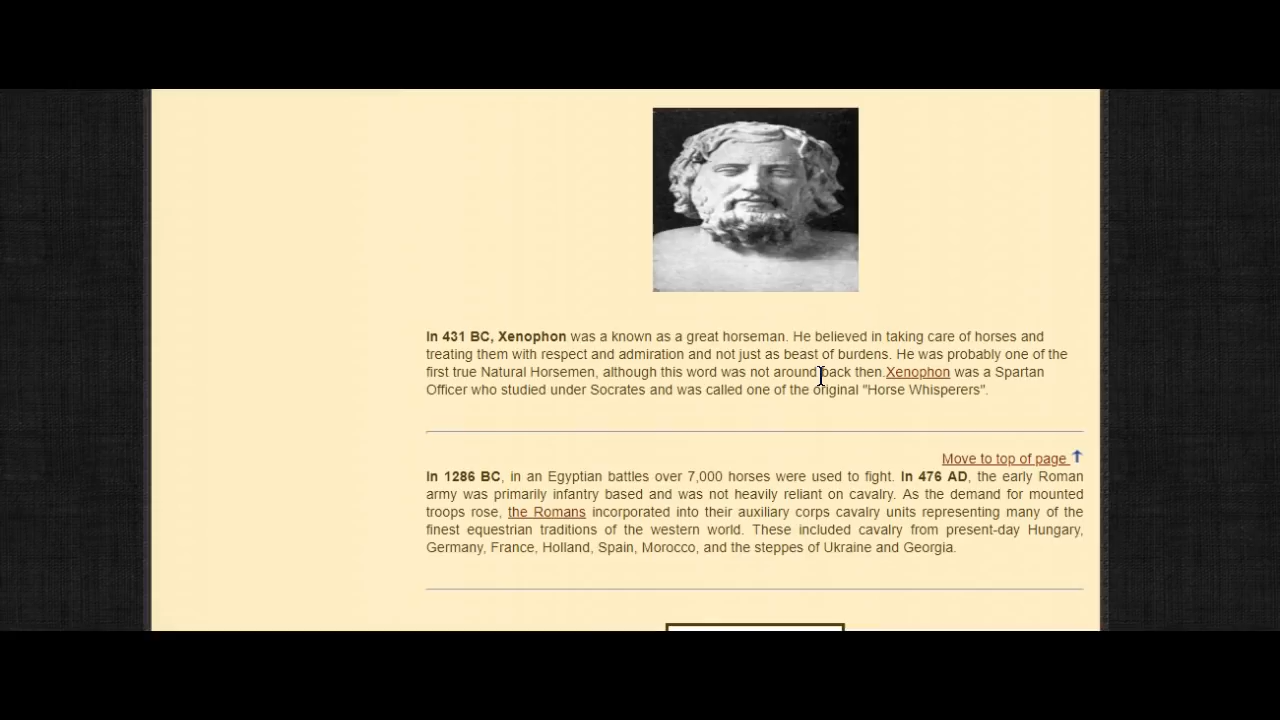 In 431 BC, Xenophon was a known as a great horseman. He believed in taking care of horses and
treating them with respect and admiration and not just as beast of burdens. He was probably one of the
first true Natural Horsemen, although this word was not around back then.Xenophon was a Spartan
Officer who studied under Socrates and was called one of the original "Horse Whisperers".
Move to top of page
In 1286 BC, in an Egyptian battles over 7,000 horses were used to fight. In 476 AD, the early Roman
army was primarily infantry based and was not heavily reliant on cavalry. As the demand for mounted
troops rose, the Romans incorporated into their auxiliary corps cavalry units representing many of the
finest equestrian traditions of the western world. These included cavalry from present-day Hungary,
Germany, France, Holland, Spain, Morocco, and the steppes of Ukraine and Georgia.